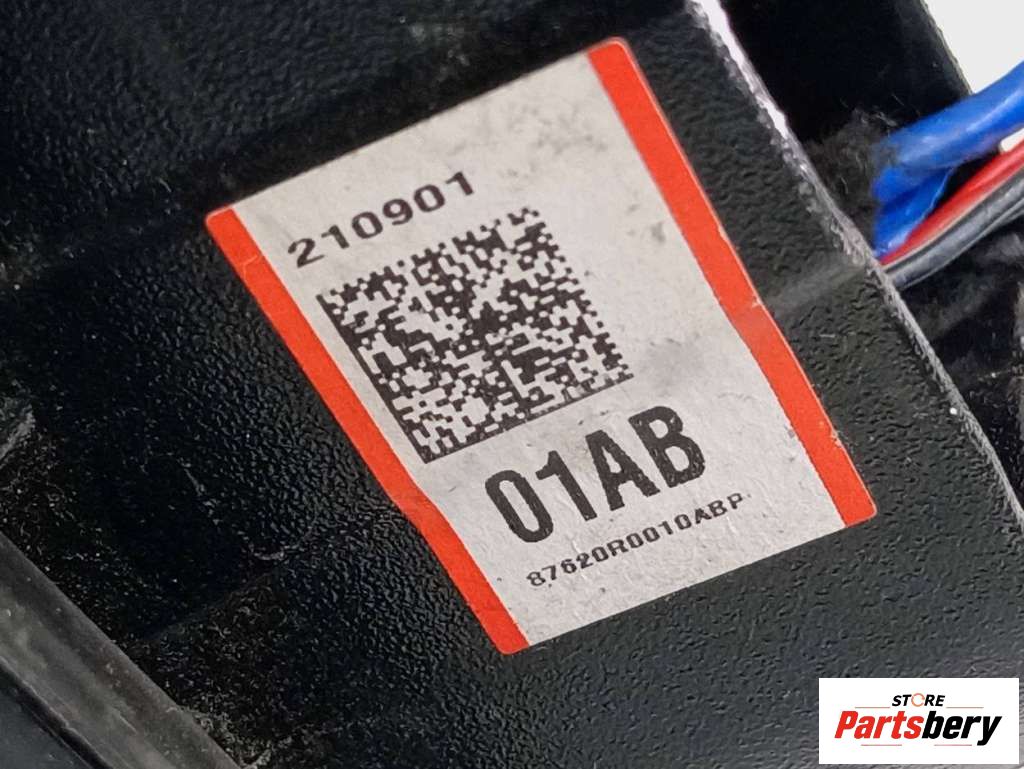 210901
01AB
87620R0010ABP
STORE
Partsbery